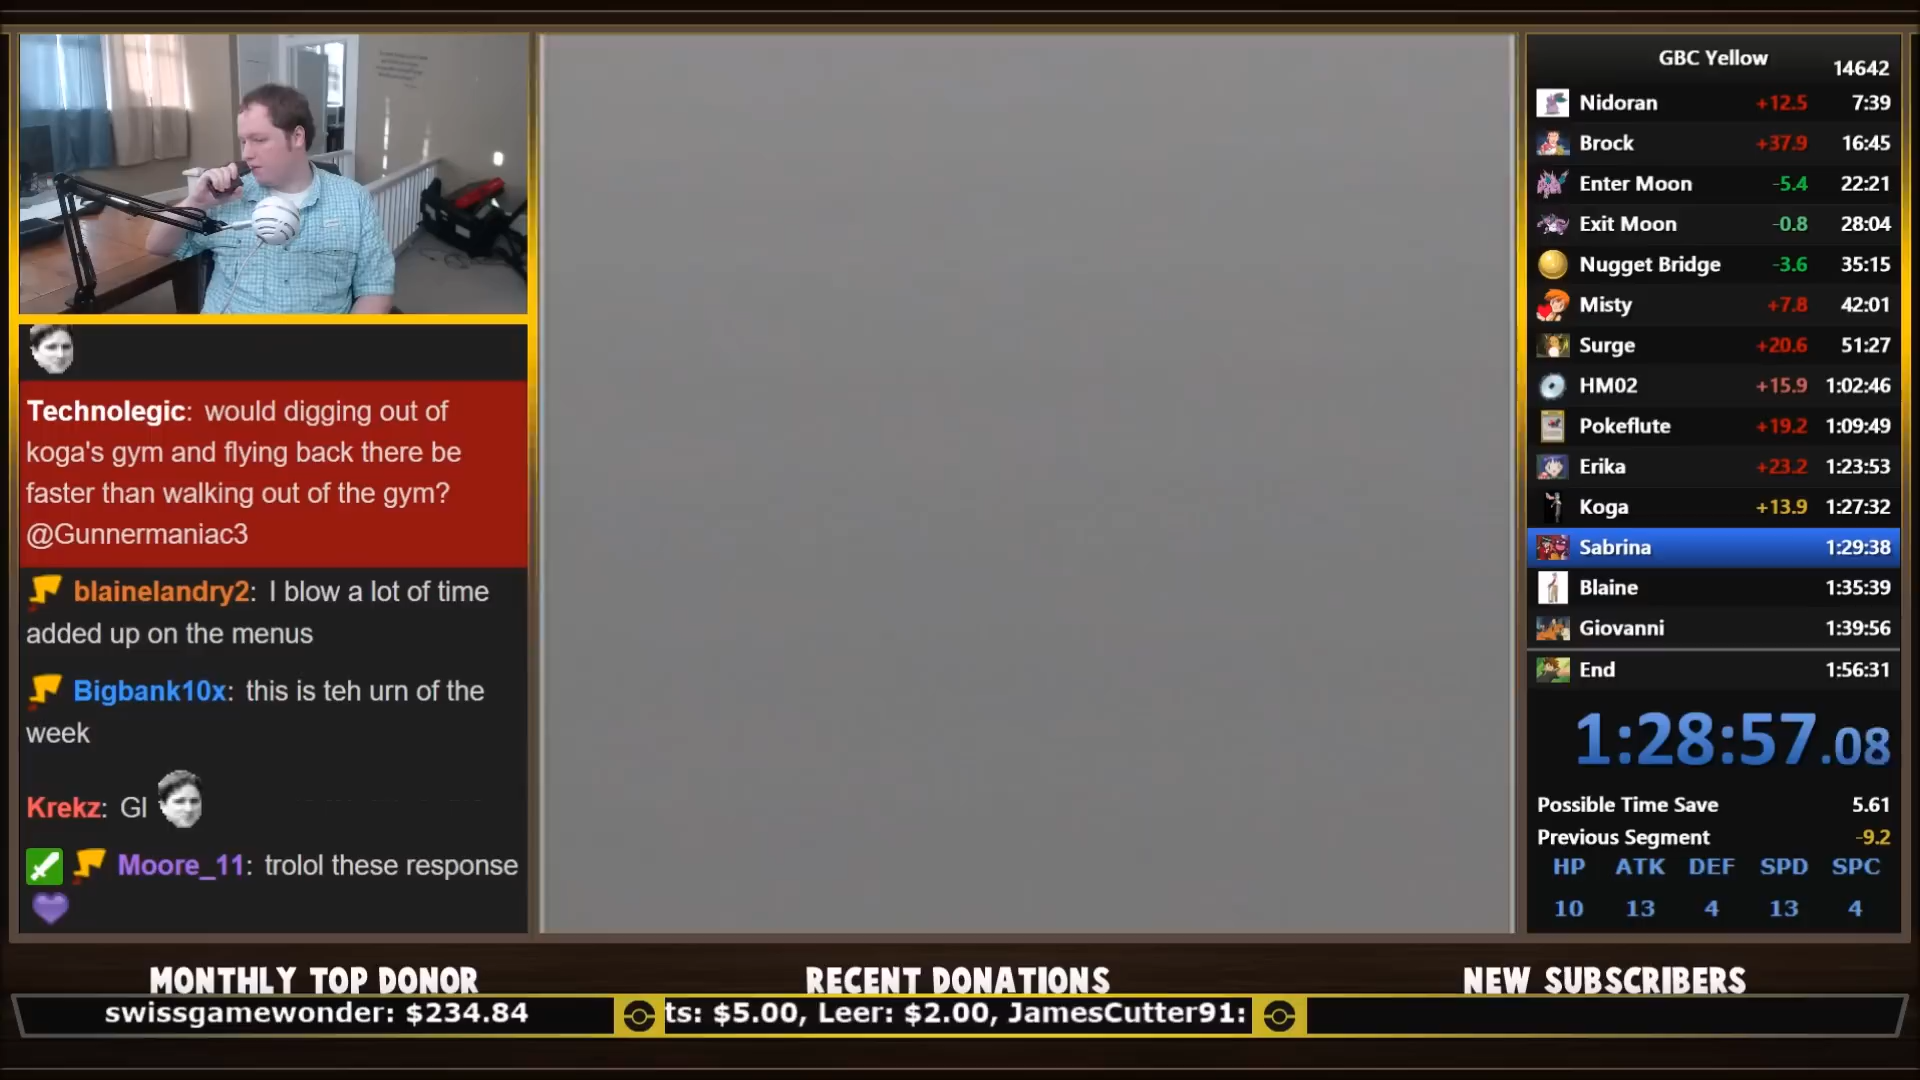 Technolegic: would digging out of
koga's gym and flying back there be
faster than walking out of the gym?
@Gunnermaniac3
blainelandry2: I blow a lot of time
added up on the menus
Bigbank10x: this is teh urn of the
week
Krekz: Gl
Moore_11: trolol these response
GBC Yellow 14642
Nidoran +12.5 7:39
Brock +37.9 16:45
Enter Moon -5.4 22:21
Exit Moon -0.8 28:04
Nugget Bridge -3.6 35:15
Misty +7.8 42:01
Surge +20.6 51:27
HM02 +15.9 1:02:46
Pokeflute +19.2 1:09:49
Erika +23.2 1:23:53
Koga +13.9 1:27:32
Sabrina 1:29:38
Blaine 1:35:39
Giovanni 1:39:56
End 1:56:31
1:28:57.08
Possible Time Save 5.61
Previous Segment -9.2
HP ATK DEF SPD SPC
10 13 4 13 4
MONTHLY TOP DONOR
swissgamewonder: $234.84
RECENT DONATIONS
ts: $5.00, Leer: $2.00, JamesCutter91:
NEW SUBSCRIBERS